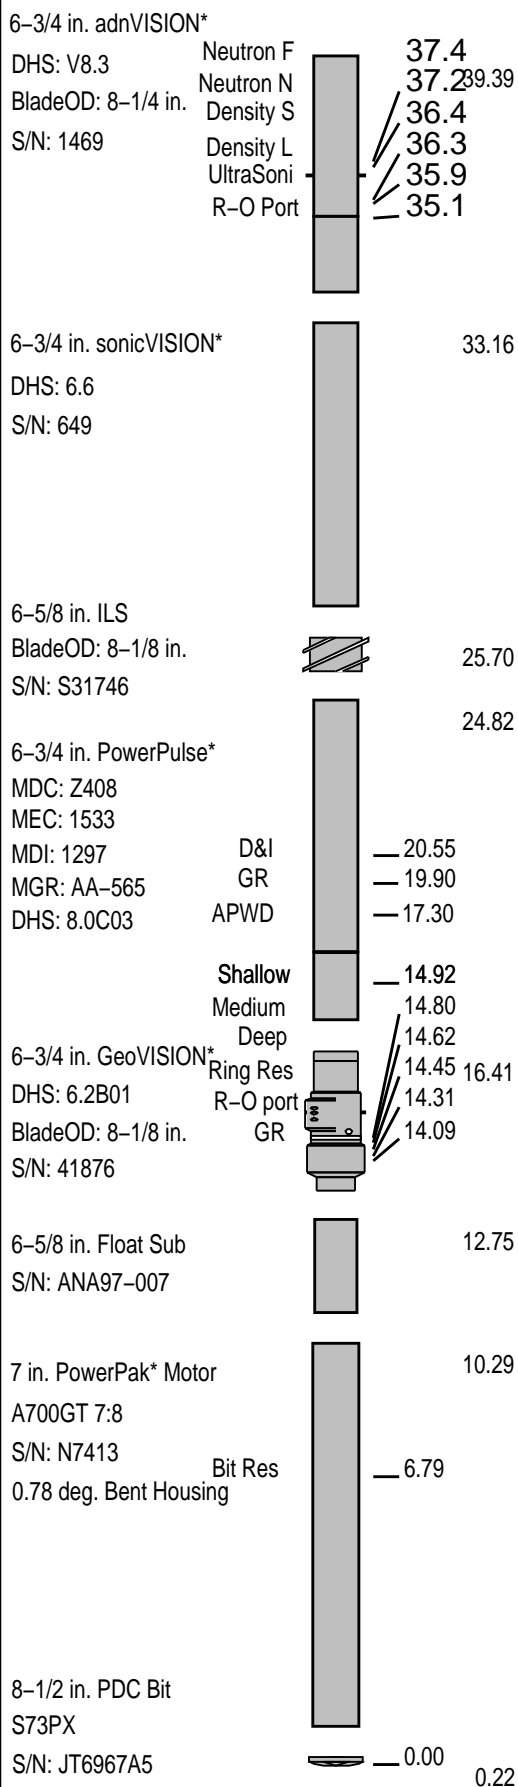 6–3/4 in. adnVISION*
Neutron F 37.4
DHS: V8.3
Neutron N 37.2 39.39
BladeOD: 8–1/4 in.
Density S 36.4
S/N: 1469
Density L 36.3
UltraSoni 35.9
R–O Port 35.1
6–3/4 in. sonicVISION* 33.16
DHS: 6.6
S/N: 649
6–5/8 in. ILS
BladeOD: 8–1/8 in. 25.70
S/N: S31746
24.82
6–3/4 in. PowerPulse*
MDC: Z408
MEC: 1533
MDI: 1297 D&I 20.55
MGR: AA–565 GR 19.90
DHS: 8.0C03 APWD 17.30
Shallow 14.92
Medium 14.80
Deep 14.62
6–3/4 in. GeoVISION* Ring Res 14.45 16.41
DHS: 6.2B01 R–O port 14.31
BladeOD: 8–1/8 in. GR 14.09
S/N: 41876
6–5/8 in. Float Sub 12.75
S/N: ANA97–007
7 in. PowerPak* Motor 10.29
A700GT 7:8
S/N: N7413
Bit Res 6.79
0.78 deg. Bent Housing
8–1/2 in. PDC Bit
S73PX
S/N: JT6967A5 0.00
0.22